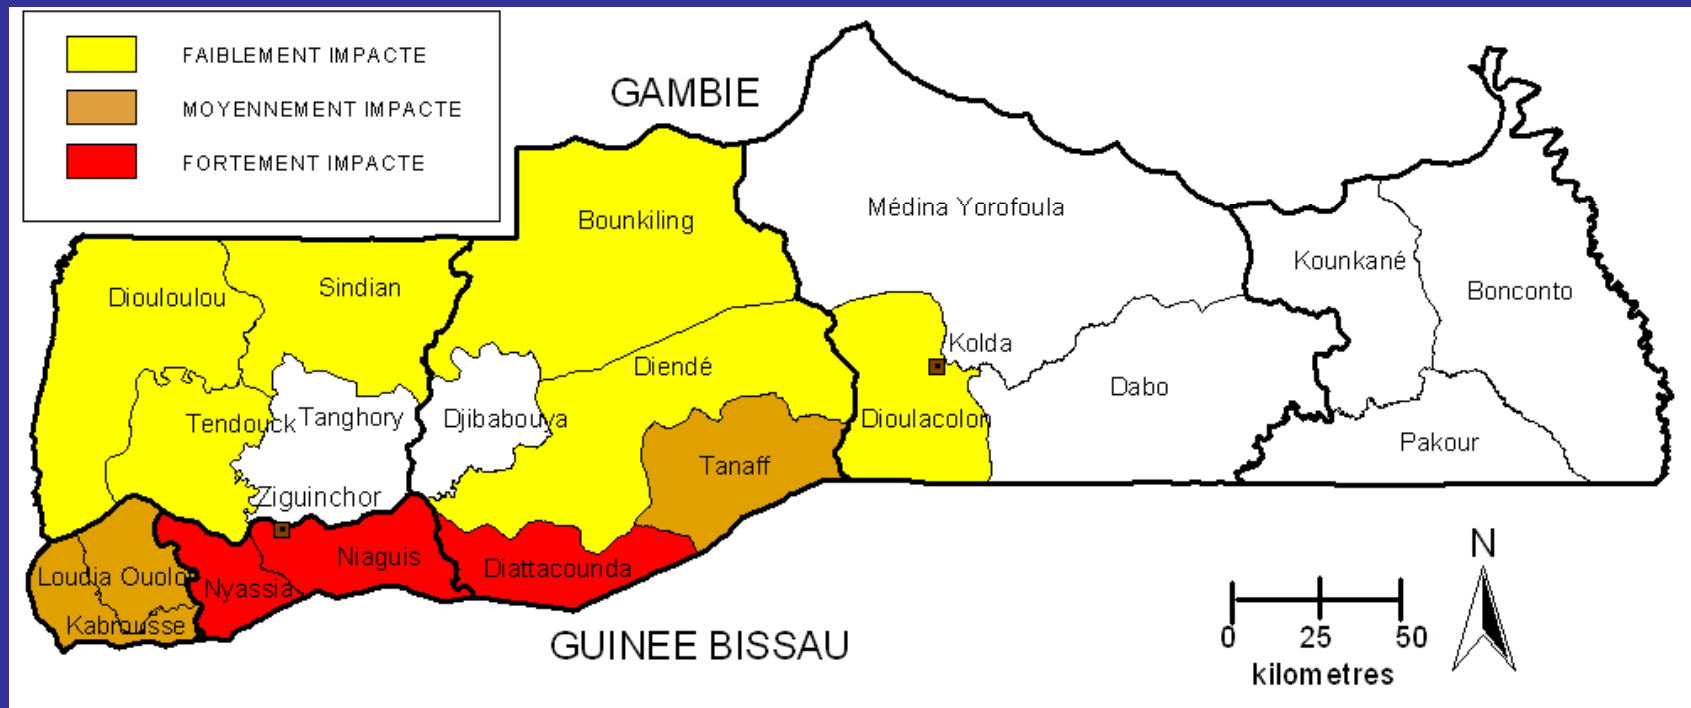 FAIBLEMENT IMPACTE
MOYENNEMENT IMPACTE
FORTEMENT IMPACTE
GAMBIE
Médina Yorofoula
Bounkiling
Kounkané
Bonconto
Sindian
Diouloulou
Kolda
Diendé
Dabo
Tendouck
Tanghory
Djibabouya
Dioulacolon
Pakour
Tanaff
Ziguinchor
Niaguis
Diattacounda
Loudia Ouolof
Nyassia
Kabrousse
GUINEE BISSAU
N
0 25 50
kilometres